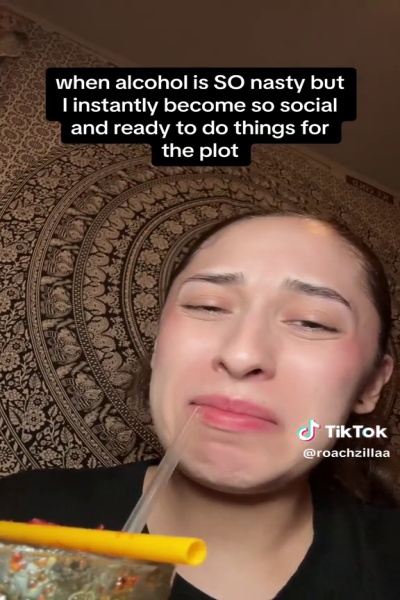 when alcohol is SO nasty but
I instantly become so social
and ready to do things for
the plot
TikTok
@roachzillaa